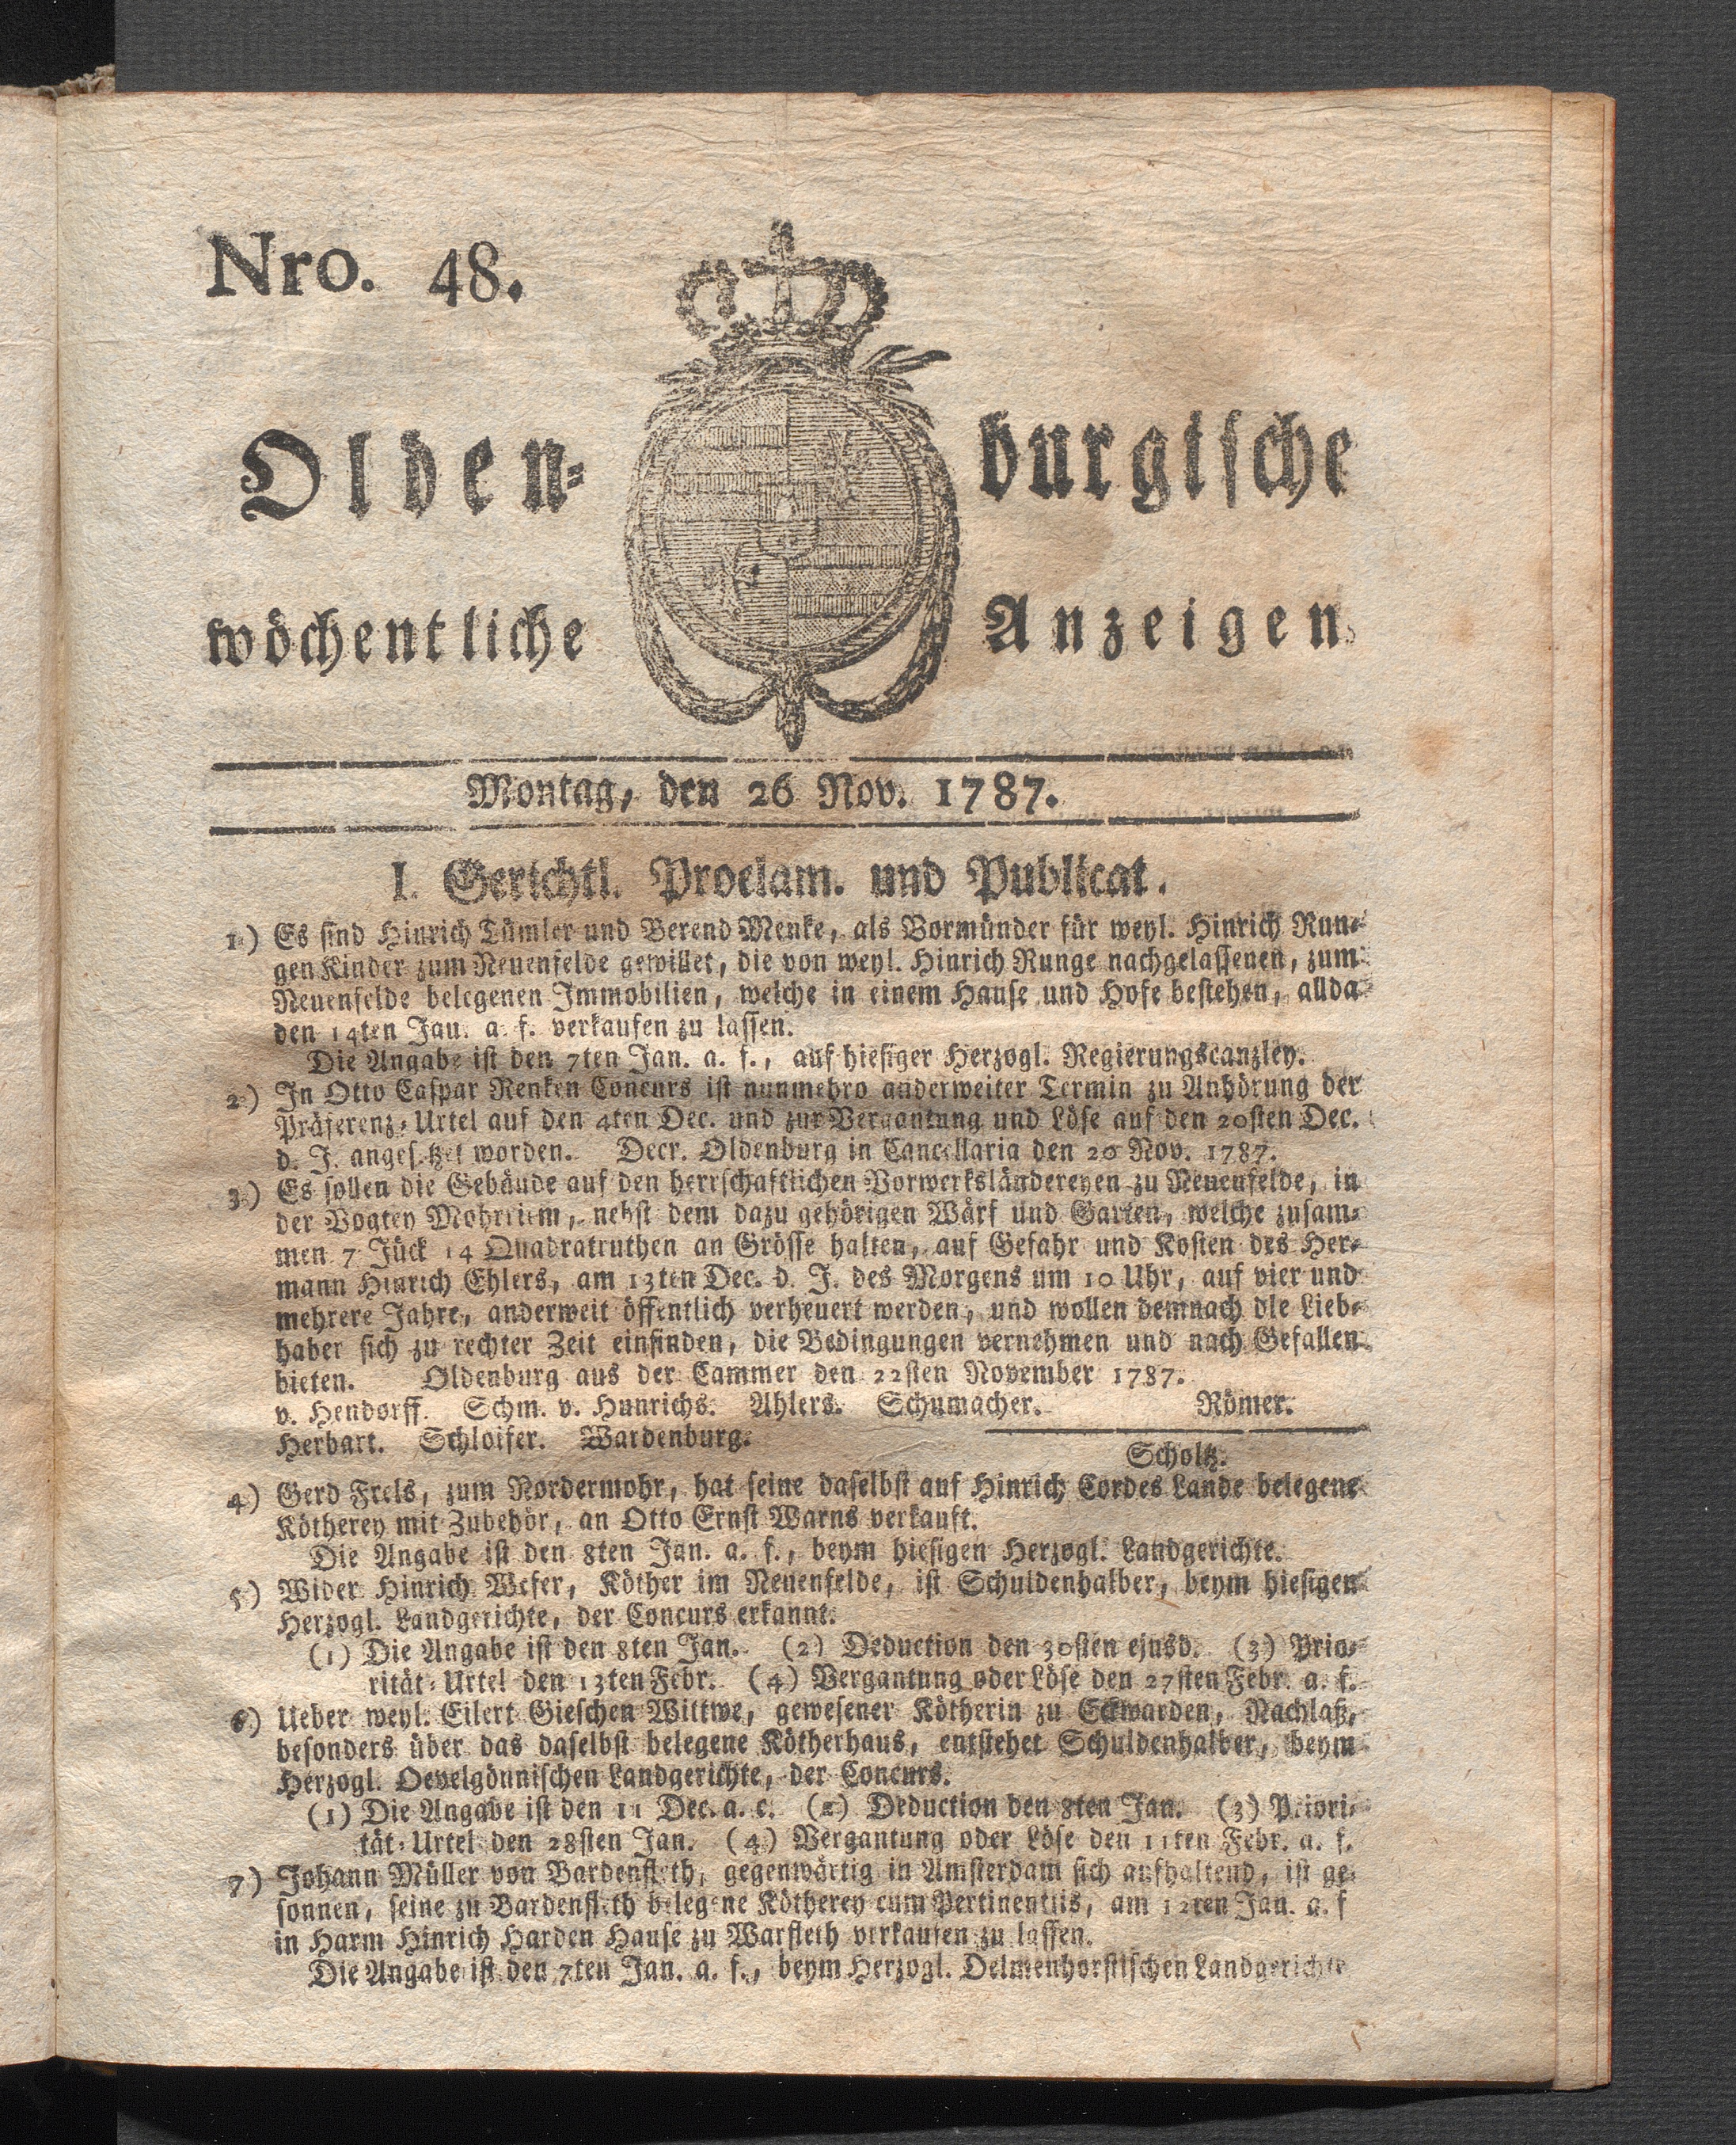 Nro. 48.
Olden=burgische
wöchentliche Anzeigen
Montag, den 26 Nov. 1787.
I. Gerichtl. Proclam. und Publicat.
1.) Es sind Hinrich Tümler und Berend Menke, als Vormünder für weyl. Hinrich Run=
gen Kinder zum Neuenfelde gewillet, die von weyl. Hinrich Runge nachgelassenen, zum
Neuenfelde belegenen Immobilien, welche in einem Hause und Hofe bestehen, allda
den 14ten Jan. a. f. verkaufen zu lassen.
Die Angabe ist den 7ten Jan. a. f., auf hiesiger Herzogl. Regierungscanzley.
2.) In Otto Caspar Renken Concurs ist nunmehro anderweiter Termin zu Anhörung der
Präferenz=Urtel auf den 4ten Dec. und zur Vergantung und Löse auf den 20sten Dec.
d. J. angesetzet worden. Decr. Oldenburg in Cancellaria den 20 Nov. 1787.
3.) Es sollen die Gebäude auf den herrschaftlichen Vorwerksländereyen zu Neuenfelde, in
der Vogtey Mohrriem, nebst dem dazu gehörigen Wärf und Garten, welche zusam=
men 7 Jück 14 Quadratruthen an Grösse halten, auf Gefahr und Kosten des Her=
mann Hinrich Ehlers, am 13ten Dec. d. J. des Morgens um 10 Uhr, auf vier und
mehrere Jahre, anderweit öffentlich verheuert werden, und wollen demnach die Lieb=
haber sich zu rechter Zeit einfinden, die Bedingungen vernehmen und nach Gefallen
bieten. Oldenburg aus der Cammer den 22sten November 1787.
v. Hendorff. Schm. v. Hunrichs. Ahlers. Schumacher. Römer.
Herbart. Schloifer. Wardenburg.
Scholtz.
4.) Gerd Frels, zum Nordermohr, hat seine daselbst auf Hinrich Cordes Lande belegene
Kötherey mit Zubehör, an Otto Ernst Warns verkauft.
Die Angabe ist den 8ten Jan. a. f., beym hiesigen Herzogl. Landgerichte.
5.) Wider Hinrich Wefer, Köther im Neuenfelde, ist Schuldenhalber, beym hiesigen
Herzogl. Landgerichte, der Concurs erkannt.
(1) Die Angabe ist den 8ten Jan. (2) Deduction den 30sten ejusd. (3) Prio=
rität=Urtel den 13ten Febr. (4) Vergantung oder Löse den 27sten Febr. a. f.
6) Ueber weyl. Eilert Gieschen Wittwe, gewesener Kötherin zu Eckwarden, Nachlaß,
besonders über das daselbst belegene Kötherhaus, entstehet Schuldenhalber, beym
Herzogl. Oevelgönnischen Landgerichte, der Concurs.
(1) Die Angabe ist den 11 Dec. a. c. (2) Deduction den 8ten Jan. (3) Priori=
tät=Urtel den 28sten Jan. (4) Vergantung oder Löse den 11ten Febr. a. f.
7) Johann Müller von Bardenfleth, gegenwärtig in Amsterdam sich aufhaltend, ist ge=
sonnen, seine zu Bardenfleth belegene Kötherey cum Pertinentiis, am 12ten Jan. a. f
in Harm Hinrich Harden Hause zu Warfleth verkaufen zu lassen.
Die Angabe ist den 7ten Jan. a. f., beym Herzogl. Delmenhorstischen Landgerichte